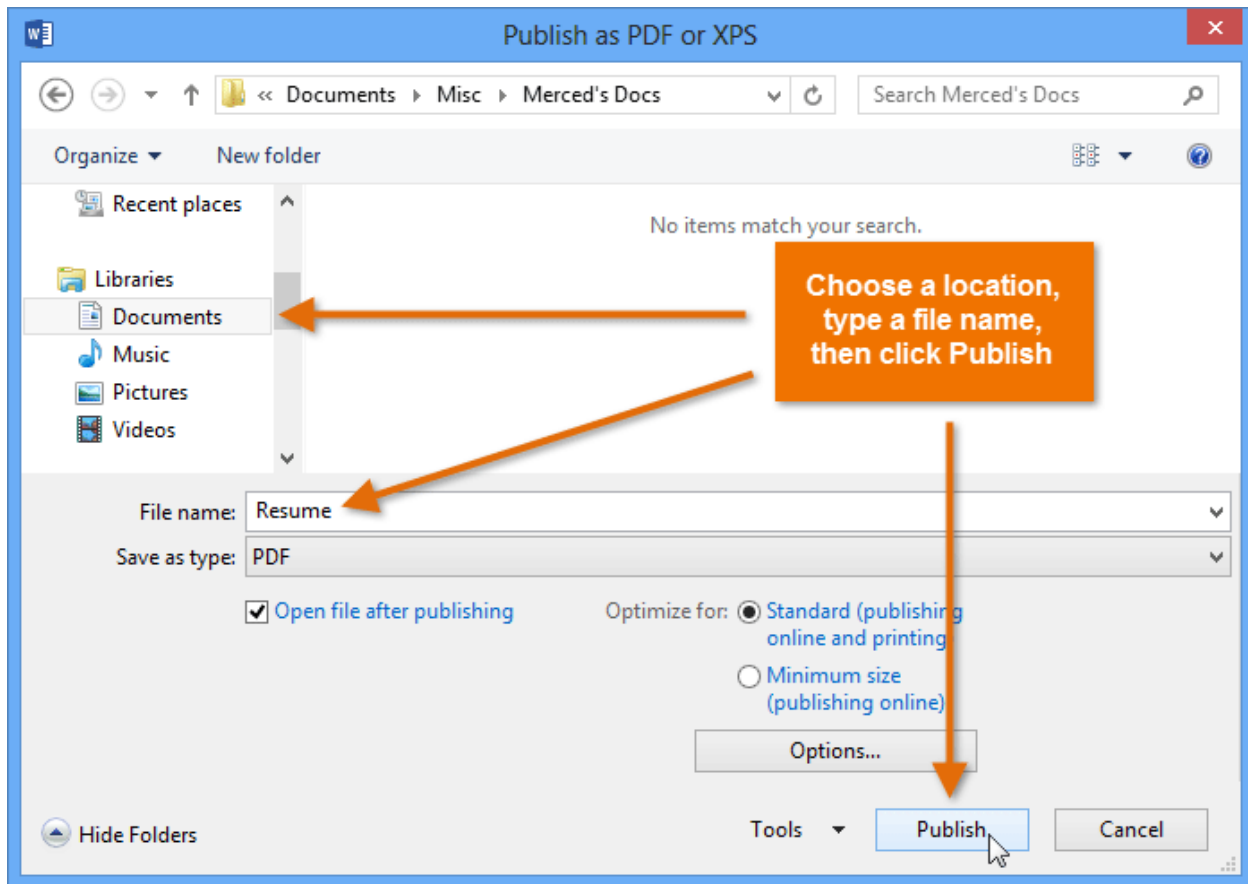 Publish as PDF or XPS
« Documents Misc Merced's Docs
Search Merced's Docs
Organize
New folder
Recent places
Libraries
Documents
Music
Pictures
Videos
No items match your search.
Choose a location,
type a file name,
then click Publish
File name: Resume
Save as type: PDF
Open file after publishing
Optimize for: Standard (publishing
online and printing)
Minimum size
(publishing online)
Options...
Hide Folders
Tools
Publish
Cancel